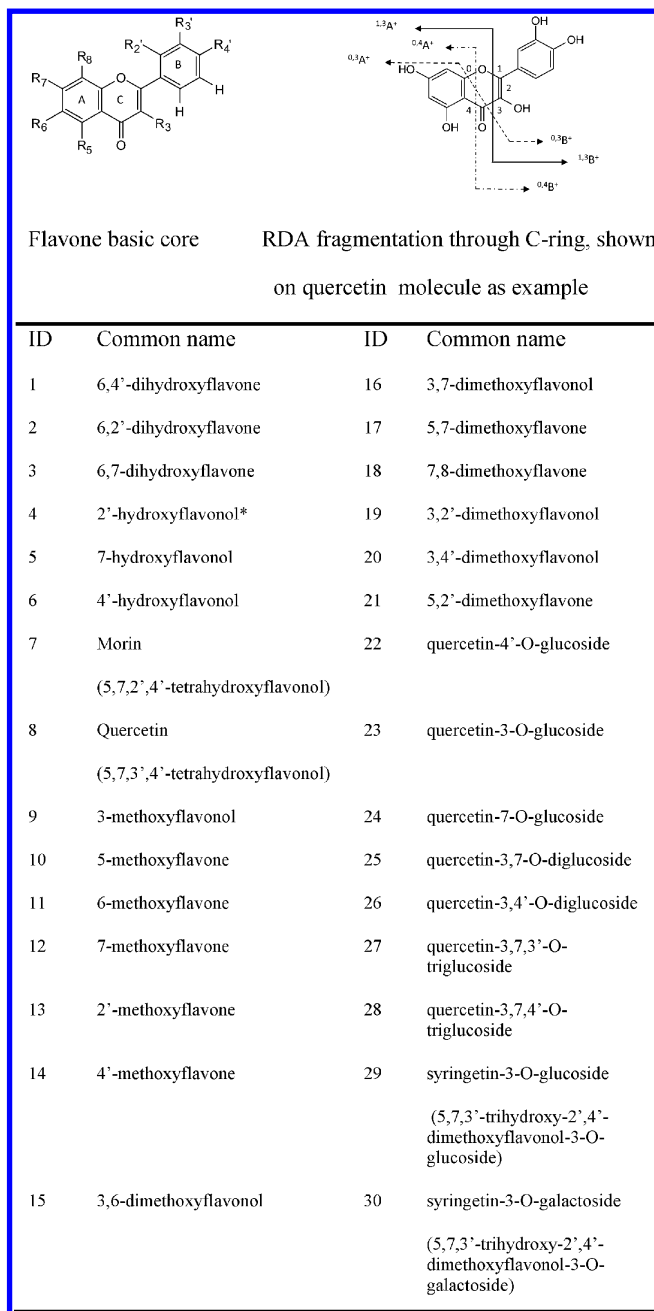 R3'
R2'
R4'
R8
B
R7
O
A
C
H
H
R6
R3
R5
O
1,3A+
0,4A+
0,3A+
OH
OH
HO
O
0
1
2
3
4
OH
OH
O
0,3B+
1,3B+
0,4B+
Flavone basic core
RDA fragmentation through C-ring, shown
on quercetin molecule as example
ID Common name ID Common name
1 6,4’-dihydroxyflavone 16 3,7-dimethoxyflavonol
2 6,2’-dihydroxyflavone 17 5,7-dimethoxyflavone
3 6,7-dihydroxyflavone 18 7,8-dimethoxyflavone
4 2’-hydroxyflavonol* 19 3,2’-dimethoxyflavonol
5 7-hydroxyflavonol 20 3,4’-dimethoxyflavonol
6 4’-hydroxyflavonol 21 5,2’-dimethoxyflavone
7 Morin 22 quercetin-4’-O-glucoside
(5,7,2’,4’-tetrahydroxyflavonol)
8 Quercetin 23 quercetin-3-O-glucoside
(5,7,3’,4’-tetrahydroxyflavonol)
9 3-methoxyflavonol 24 quercetin-7-O-glucoside
10 5-methoxyflavone 25 quercetin-3,7-O-diglucoside
11 6-methoxyflavone 26 quercetin-3,4’-O-diglucoside
12 7-methoxyflavone 27 quercetin-3,7,3’-O-
triglucoside
13 2’-methoxyflavone 28 quercetin-3,7,4’-O-
triglucoside
14 4’-methoxyflavone 29 syringetin-3-O-glucoside
(5,7,3’-trihydroxy-2’,4’-
dimethoxyflavonol-3-O-
glucoside)
15 3,6-dimethoxyflavonol 30 syringetin-3-O-galactoside
(5,7,3’-trihydroxy-2’,4’-
dimethoxyflavonol-3-O-
galactoside)